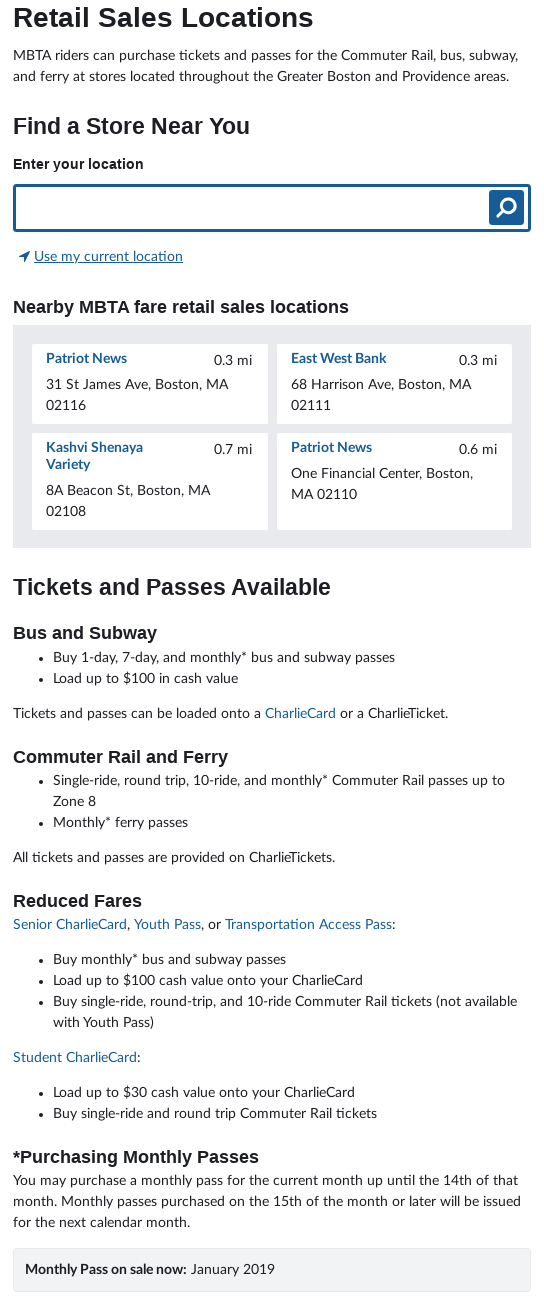 Retail Sales Locations
MBTA riders can purchase tickets and passes for the Commuter Rail, bus, subway,
and ferry at stores located throughout the Greater Boston and Providence areas.
Find a Store Near You
Enter your location
Use my current location
Nearby MBTA fare retail sales locations
Patriot News 0.3 mi
31 St James Ave, Boston, MA
02116
East West Bank 0.3 mi
68 Harrison Ave, Boston, MA
02111
Kashvi Shenaya 0.7 mi
Variety
8A Beacon St, Boston, MA
02108
Patriot News 0.6 mi
One Financial Center, Boston,
MA 02110
Tickets and Passes Available
Bus and Subway
• Buy 1-day, 7-day, and monthly* bus and subway passes
• Load up to $100 in cash value
Tickets and passes can be loaded onto a CharlieCard or a CharlieTicket.
Commuter Rail and Ferry
• Single-ride, round trip, 10-ride, and monthly* Commuter Rail passes up to
Zone 8
• Monthly* ferry passes
All tickets and passes are provided on CharlieTickets.
Reduced Fares
Senior CharlieCard, Youth Pass, or Transportation Access Pass:
• Buy monthly* bus and subway passes
• Load up to $100 cash value onto your CharlieCard
• Buy single-ride, round-trip, and 10-ride Commuter Rail tickets (not available
with Youth Pass)
Student CharlieCard:
• Load up to $30 cash value onto your CharlieCard
• Buy single-ride and round trip Commuter Rail tickets
*Purchasing Monthly Passes
You may purchase a monthly pass for the current month up until the 14th of that
month. Monthly passes purchased on the 15th of the month or later will be issued
for the next calendar month.
Monthly Pass on sale now: January 2019